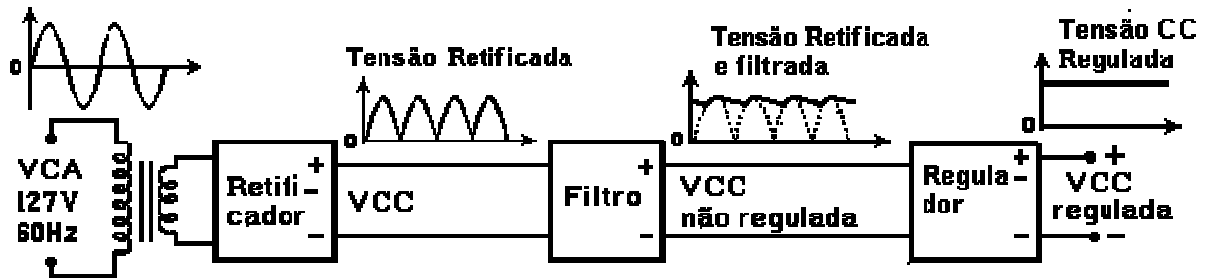 0
VCA
127V
60Hz
Retifi
cador
+
-
-
Tensão Retificada
0
VCC
Filtro
+
-
Tensão Retificada
e filtrada
0
VCC
não regulada
Regula
dor
+
-
-
Tensão CC
Regulada
0
+
VCC
regulada
-